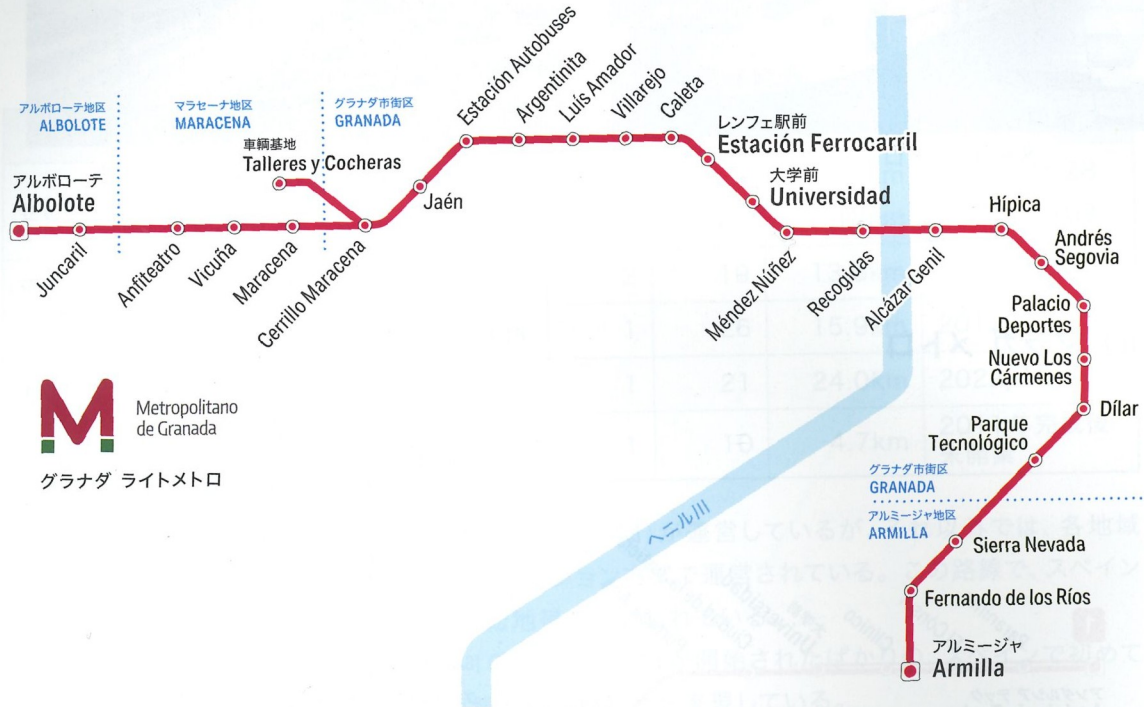 アルボローテ地区
ALBOLOTE
マラセーナ地区
MARACENA
グラナダ市街区
GRANADA
車輌基地
Talleres y Cocheras
アルボローテ
Albolote
Juncaril
Anfiteatro
Vicuña
Maracena
Cerrillo Maracena
Jaén
Estación Autobuses
Argentinita
Luis Amador
Villarejo
Caleta
レンフェ駅前
Estación Ferrocarril
大学前
Universidad
Méndez Núñez
Recogidas
Alcázar Genil
Hípica
Andrés
Segovia
Palacio
Deportes
Nuevo Los
Cármenes
Dílar
Parque
Tecnológico
グラナダ市街区
GRANADA
アルミージャ地区
ARMILLA
Sierra Nevada
Fernando de los Ríos
アルミージャ
Armilla
ヘニル川
M
Metropolitano
de Granada
グラナダ ライトメトロ